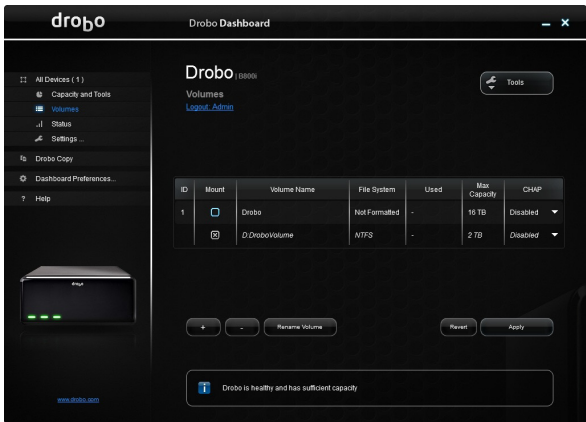 drobo
Drobo Dashboard
All Devices ( 1 )
Capacity and Tools
Volumes
Status
Settings ...
Drobo Copy
Dashboard Preferences...
? Help
drobo
www.drobo.com
Drobo | B800i
Volumes
Logout: Admin
Tools
ID Mount Volume Name File System Used Max Capacity CHAP
1 Drobo Not Formatted - 16 TB Disabled
D:DroboVolume NTFS - 2 TB Disabled
+ - Rename Volume Revert Apply
Drobo is healthy and has sufficient capacity